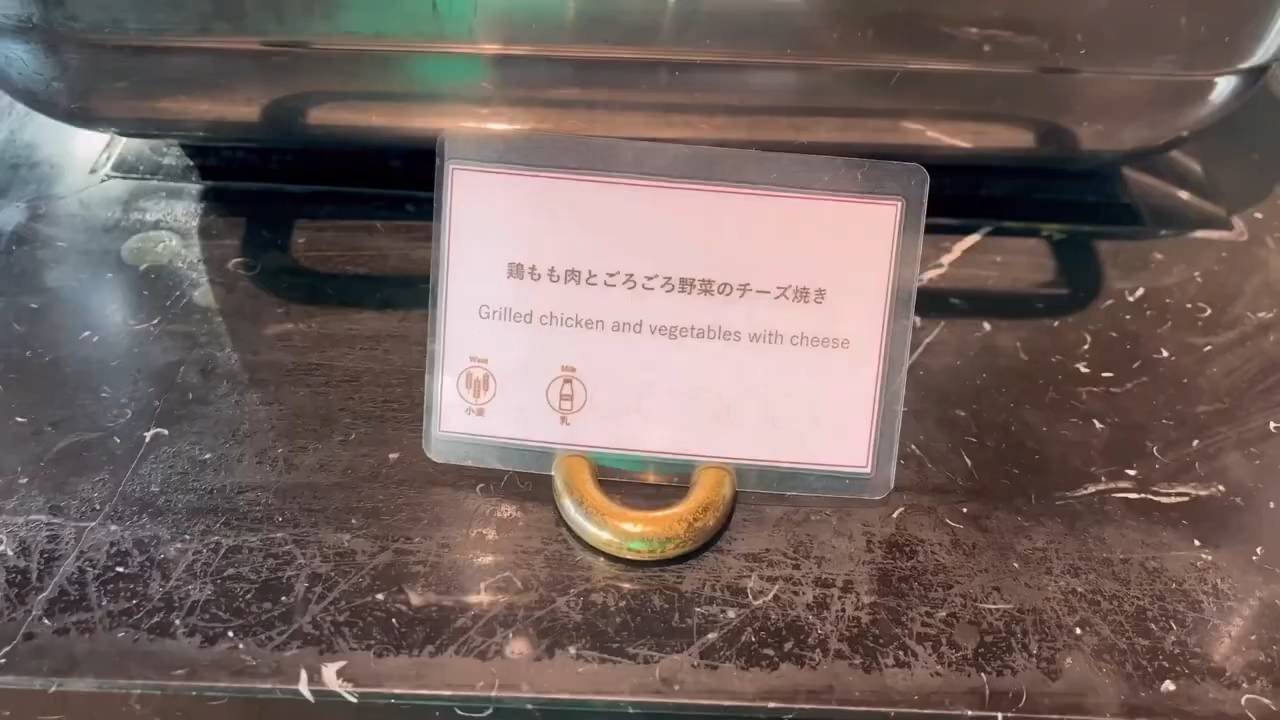 鶏もも肉とごろごろ野菜のチーズ焼き
Grilled chicken and vegetables with cheese
Milk
小麦
乳